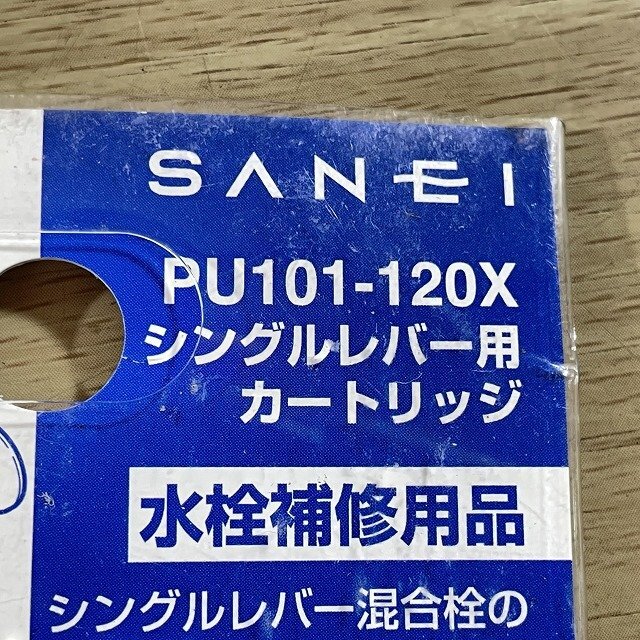 SANEI
PU101-120X
シングルレバー用
カートリッジ
水栓補修用品
シングルレバー混合栓の